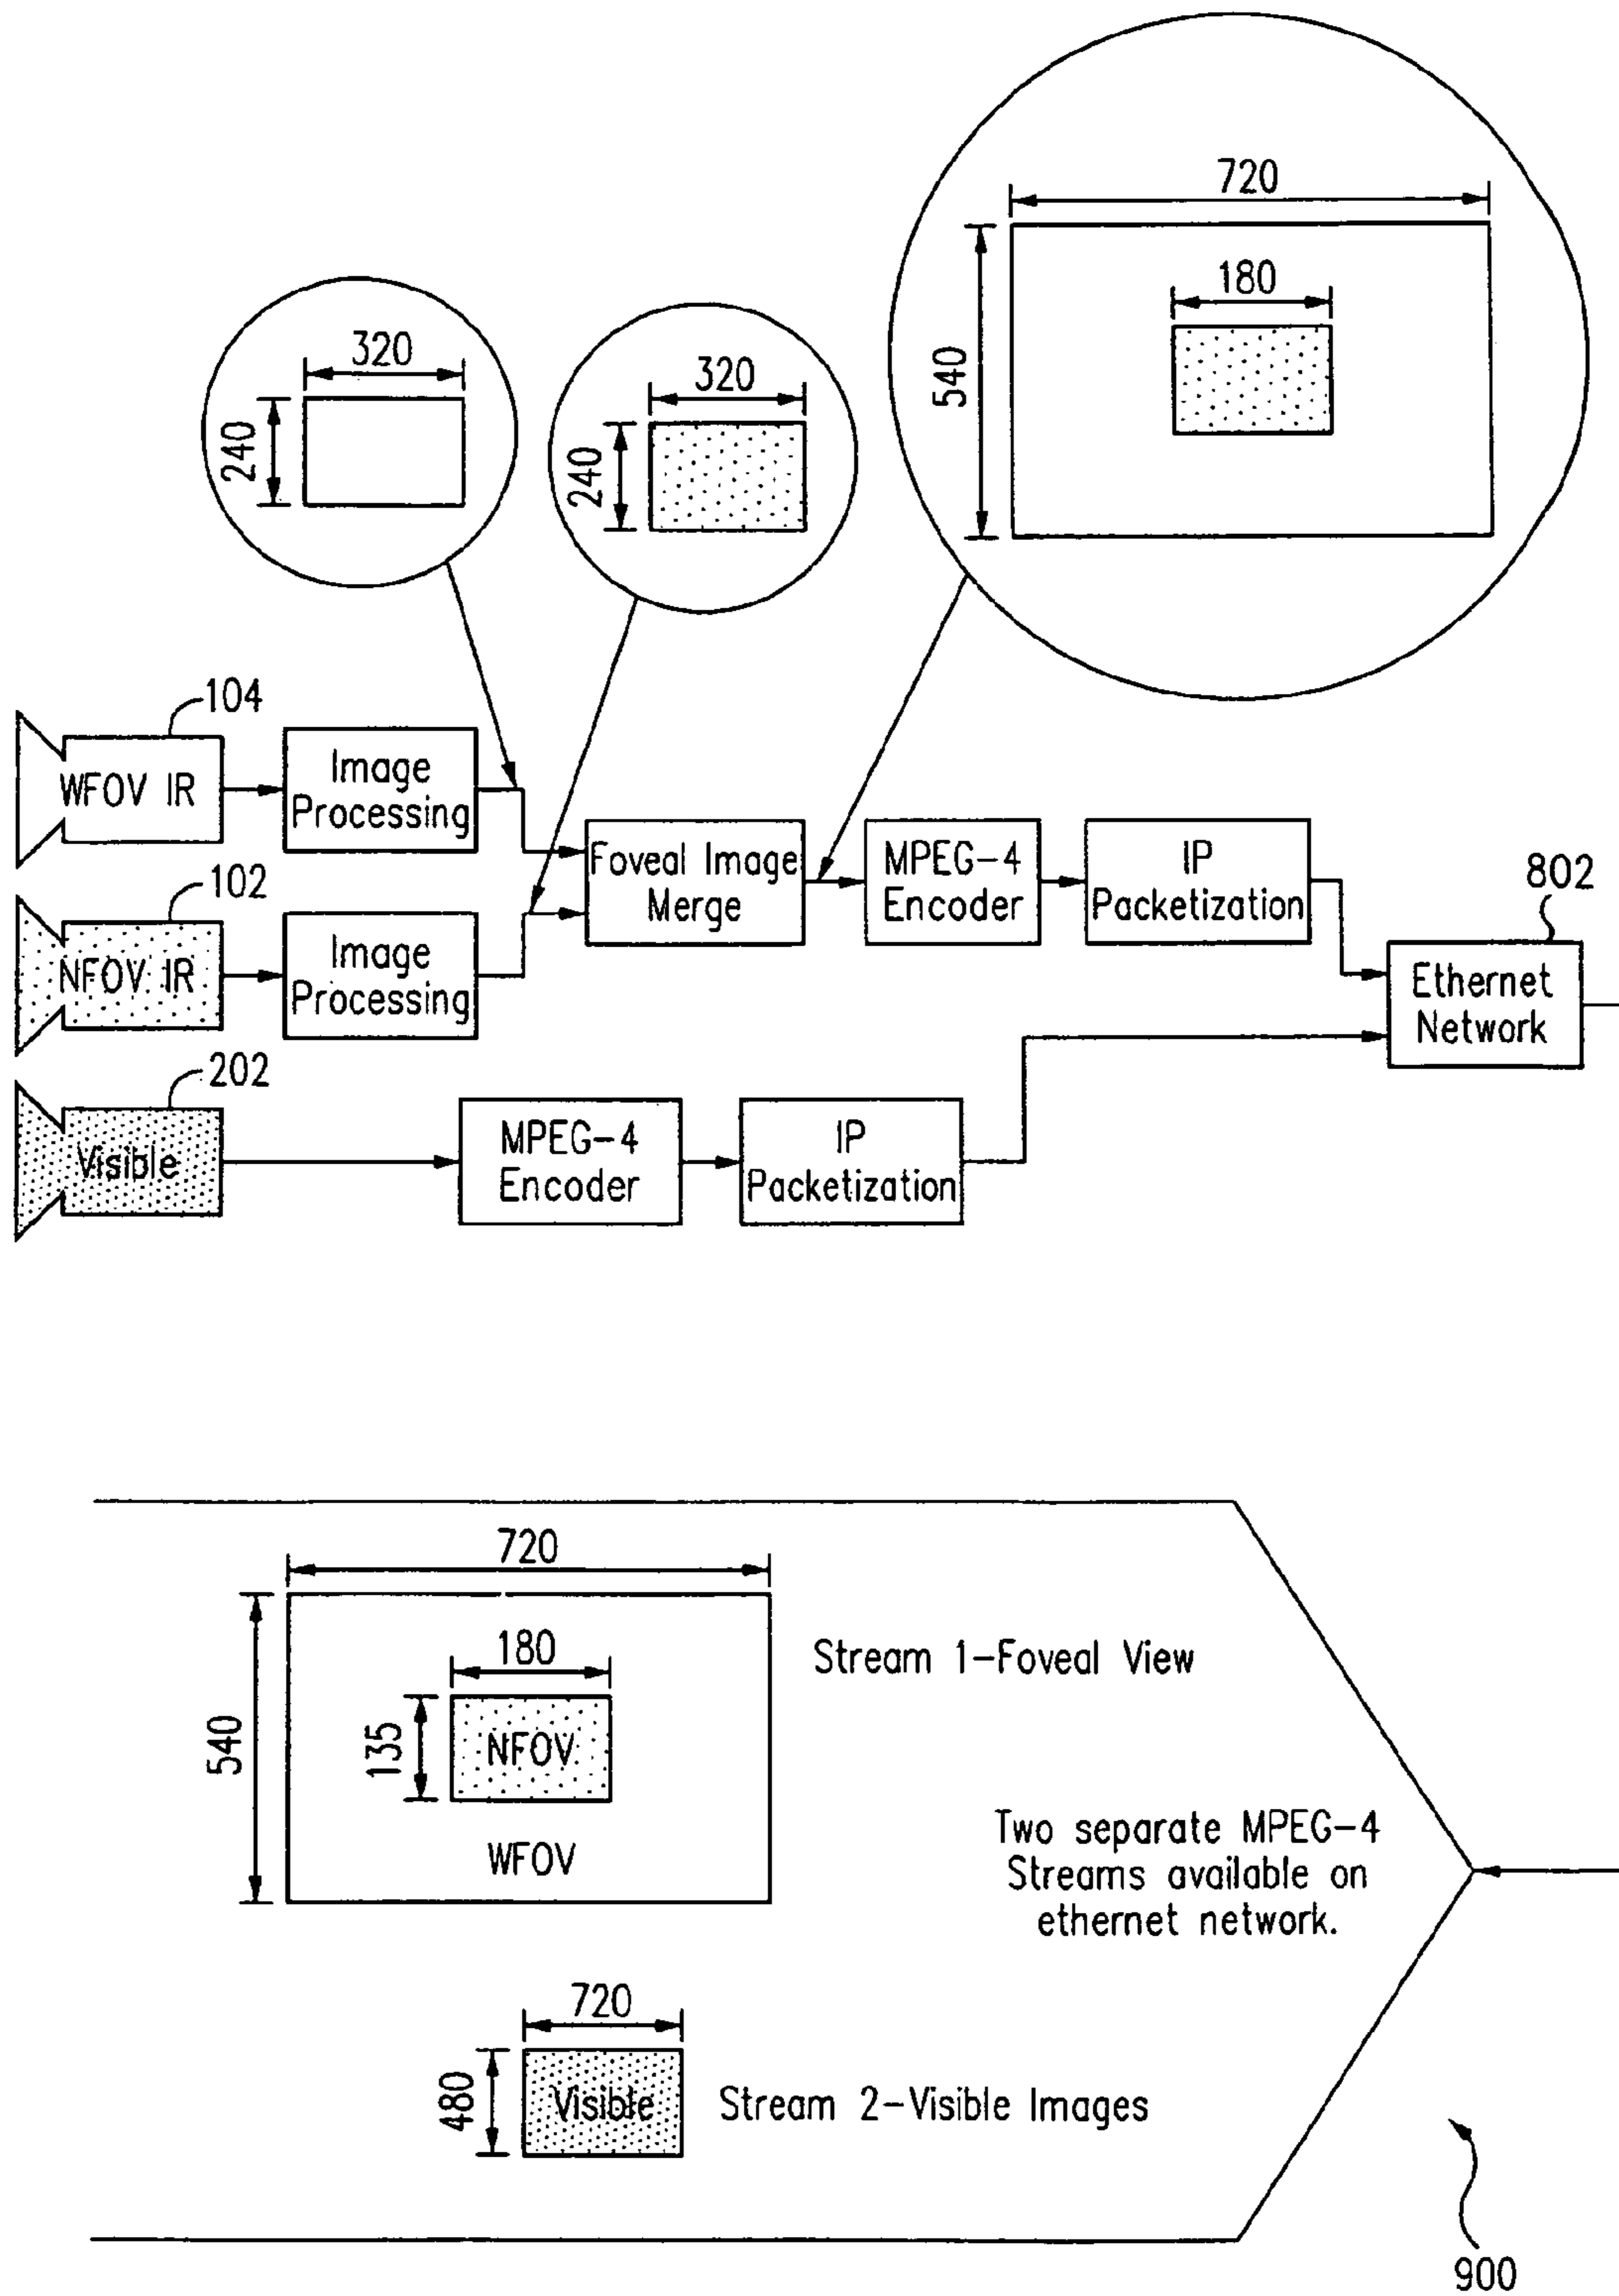 720
180
540
320
240
320
240
104
WFOV IR
Image
Processing
Foveal Image
Merge
MPEG-4
Encoder
IP
Packetization
802
Ethernet
Network
102
NFOV IR
Image
Processing
202
Visible
MPEG-4
Encoder
IP
Packetization
720
540
180
135
NFOV
WFOV
Stream 1-Foveal View
Two separate MPEG-4
Streams available on
ethernet network.
720
480
Visible
Stream 2-Visible Images
900